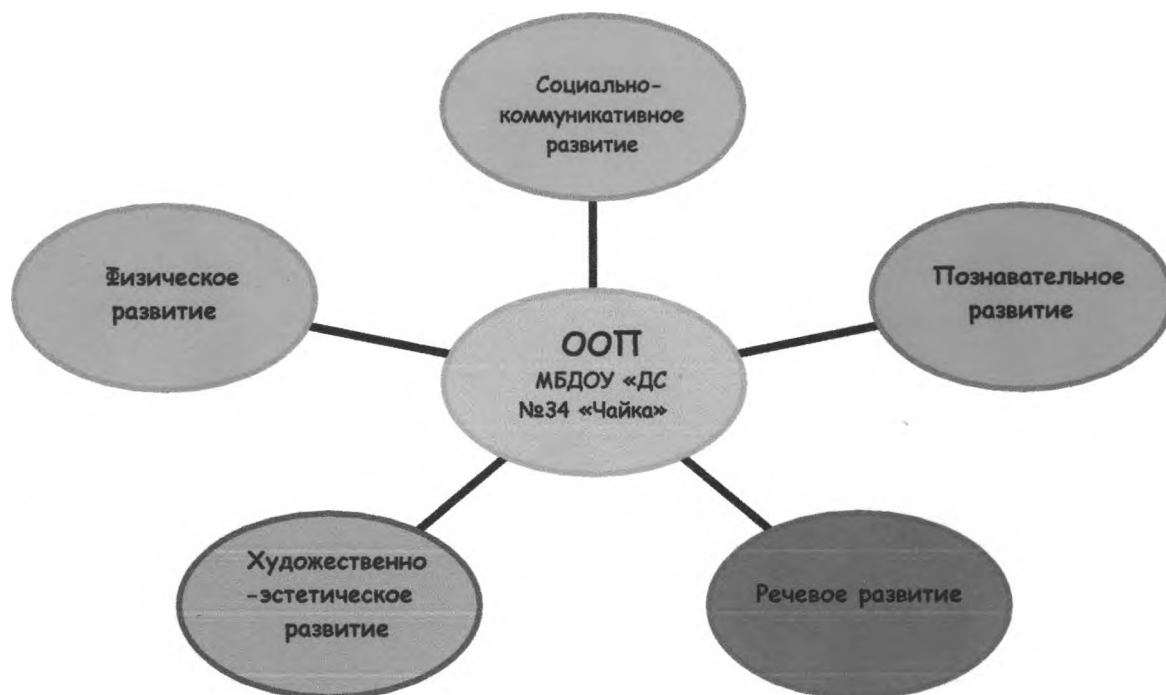 Социально-
коммуникативное
развитие
Физическое
развитие
Познавательное
развитие
ООП
МБДОУ «ДС
№34 «Чайка»
Художественно
-эстетическое
развитие
Речевое развитие